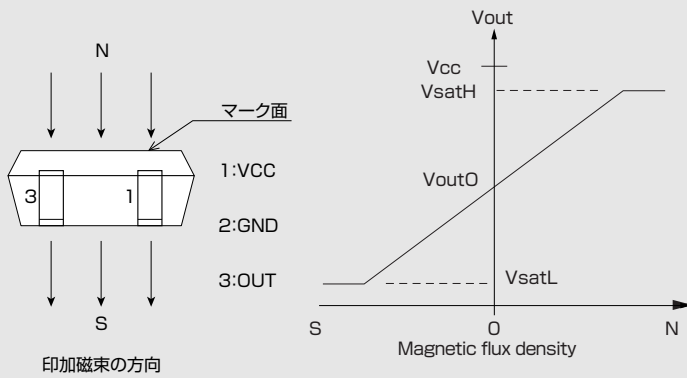 N
マーク面
3
1
1:VCC
2:GND
3:OUT
S
印加磁束の方向
Vout
Vcc
VsatH
Vout0
VsatL
S
0
N
Magnetic flux density